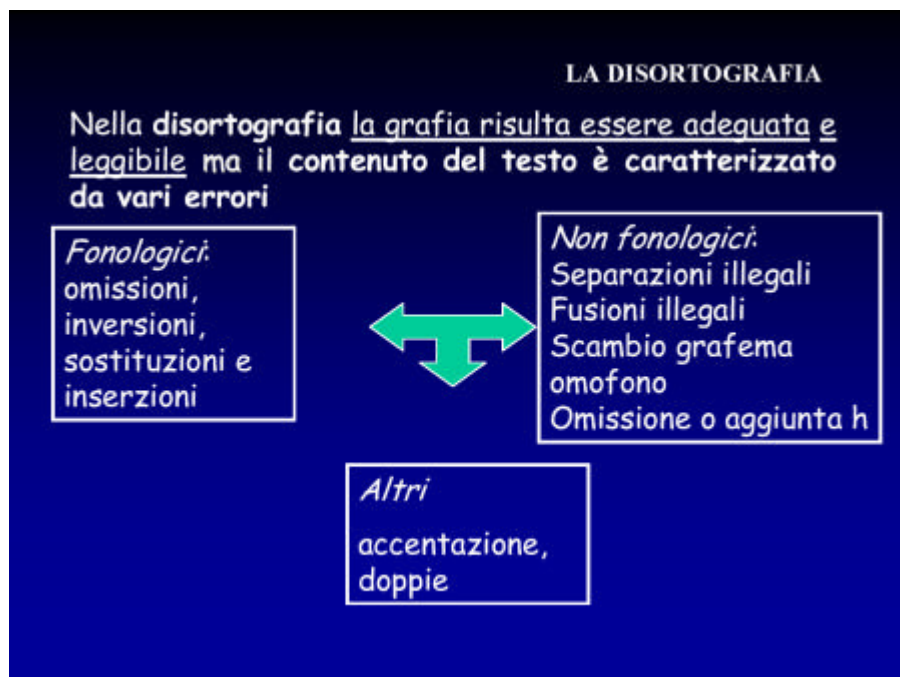 LA DISORTOGRAFIA
Nella disortografia la grafia risulta essere adeguata e
leggibile ma il contenuto del testo è caratterizzato
da vari errori
Fonologici:
omissioni,
inversioni,
sostituzioni e
inserzioni
Non fonologici:
Separazioni illegali
Fusioni illegali
Scambio grafema
omofono
Omissione o aggiunta h
Altri
accentazione,
doppie